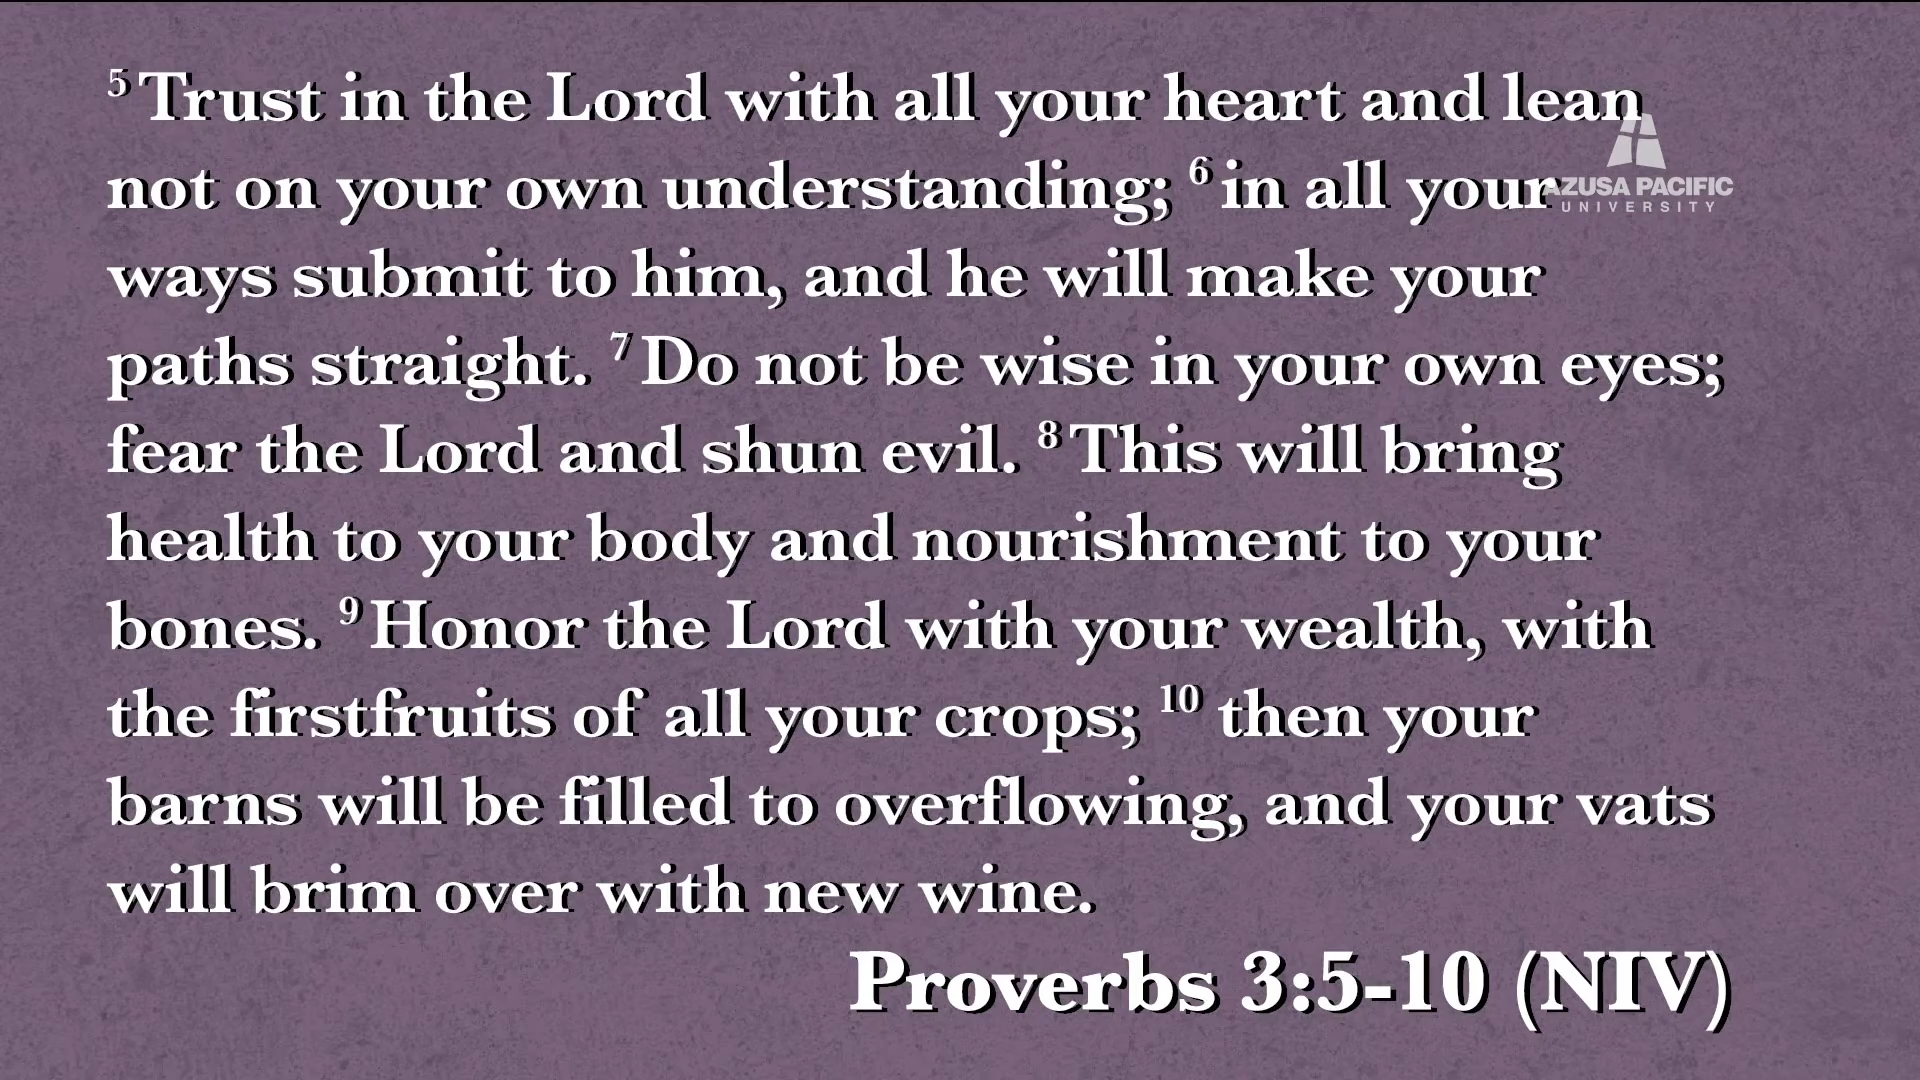 5 Trust in the Lord with all your heart and lean
not on your own understanding; 6 in all your
AZUSA PACIFIC
UNIVERSITY
ways submit to him, and he will make your
paths straight. 7 Do not be wise in your own eyes;
fear the Lord and shun evil. 8 This will bring
health to your body and nourishment to your
bones. 9 Honor the Lord with your wealth, with
the firstfruits of all your crops; 10 then your
barns will be filled to overflowing, and your vats
will brim over with new wine.
Proverbs 3:5-10 (NIV)